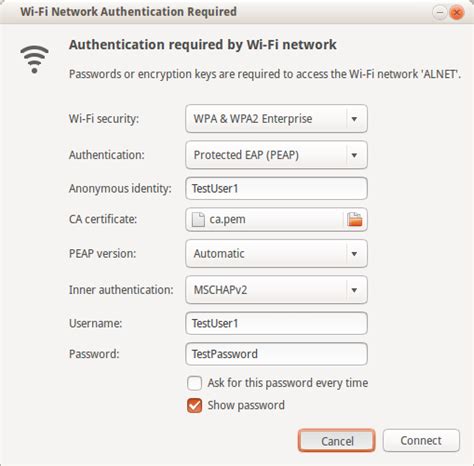 Wi-Fi Network Authentication Required
Authentication required by Wi-Fi network
Passwords or encryption keys are required to access the Wi-Fi network 'ALNET'.
Wi-Fi security: WPA & WPA2 Enterprise
Authentication: Protected EAP (PEAP)
Anonymous identity: TestUser1
CA certificate: ca.pem
PEAP version: Automatic
Inner authentication: MSCHAPv2
Username: TestUser1
Password: TestPassword
Ask for this password every time
Show password
Cancel Connect